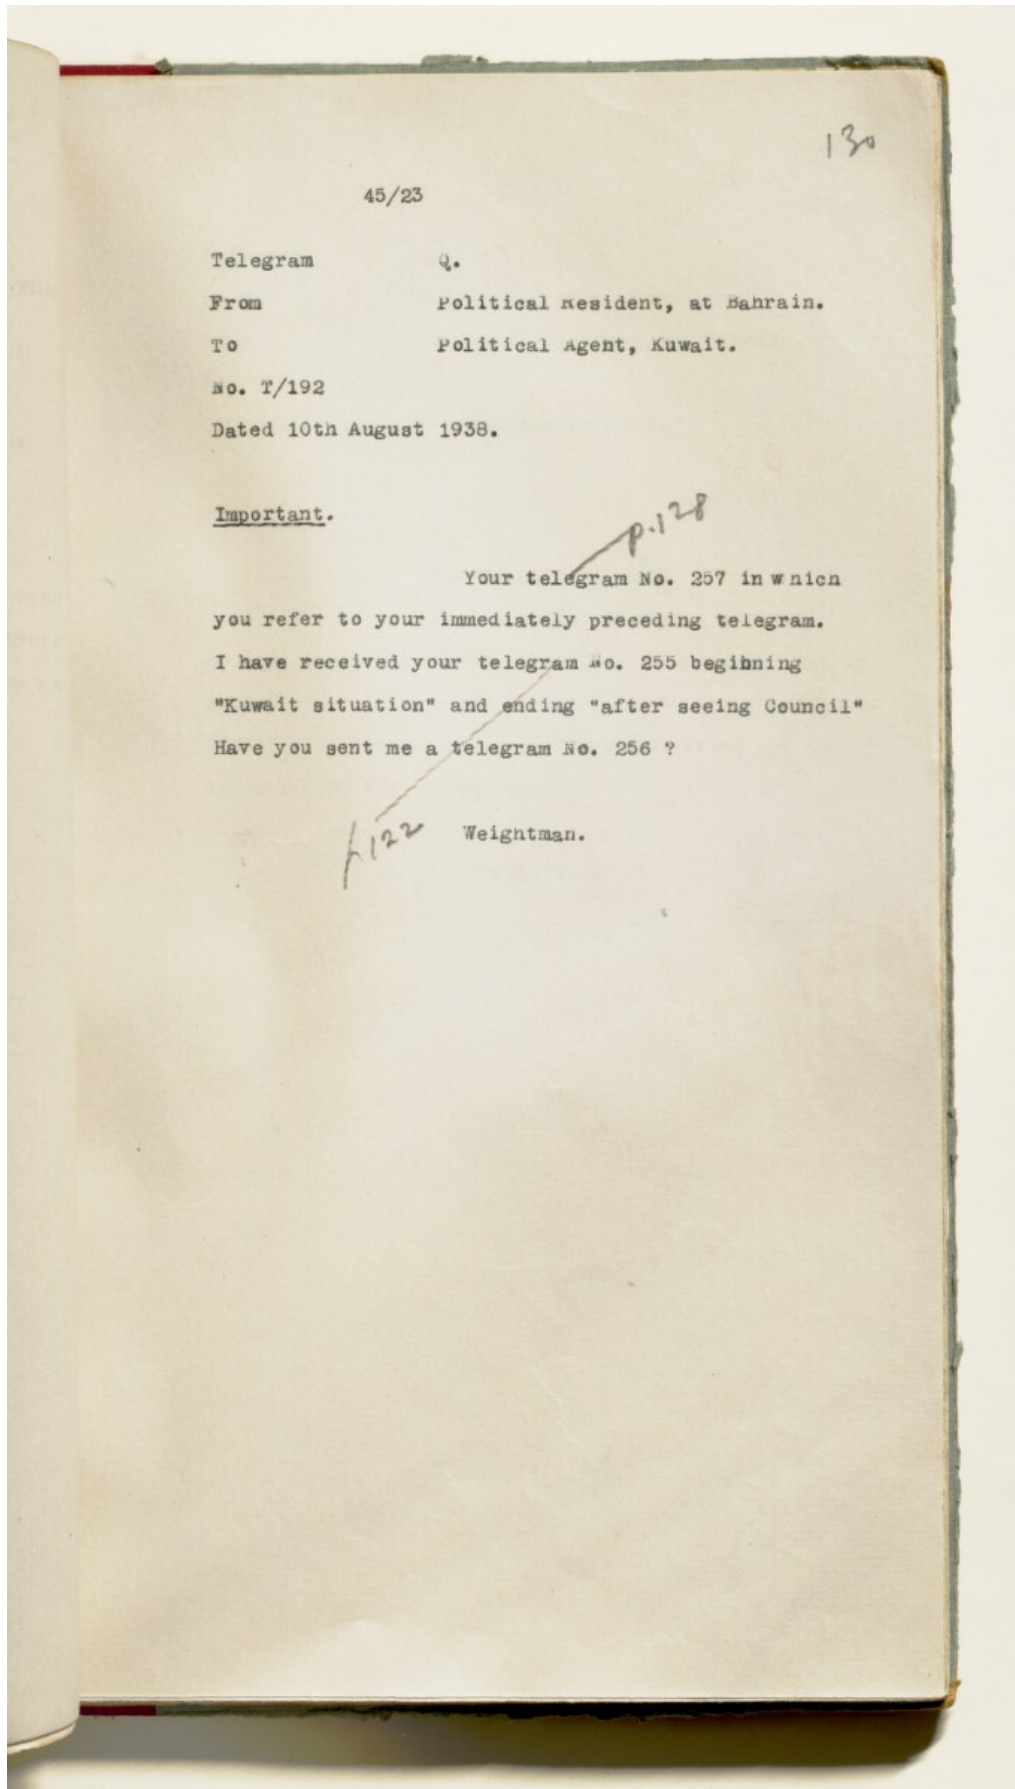 130
45/23
Telegram Q.
From Political Resident, at Bahrain.
To Political Agent, Kuwait.
No. T/192
Dated 10th August 1938.
Important.
p.128
Your telegram No. 257 in which
you refer to your immediately preceding telegram.
I have received your telegram No. 255 beginning
"Kuwait situation" and ending "after seeing Council"
Have you sent me a telegram No. 256 ?
p122
Weightman.